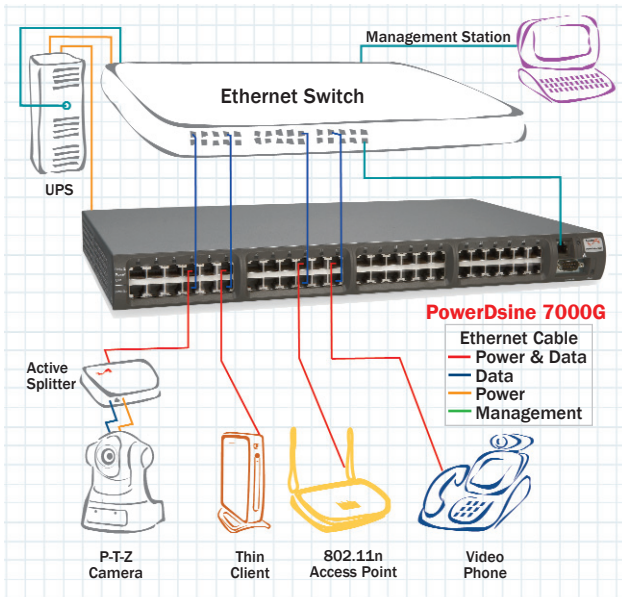 Management Station
Ethernet Switch
UPS
PowerDsine 7000G
Ethernet Cable
Power & Data
Data
Power
Management
Active
Splitter
P-T-Z
Camera
Thin
Client
802.11n
Access Point
Video
Phone